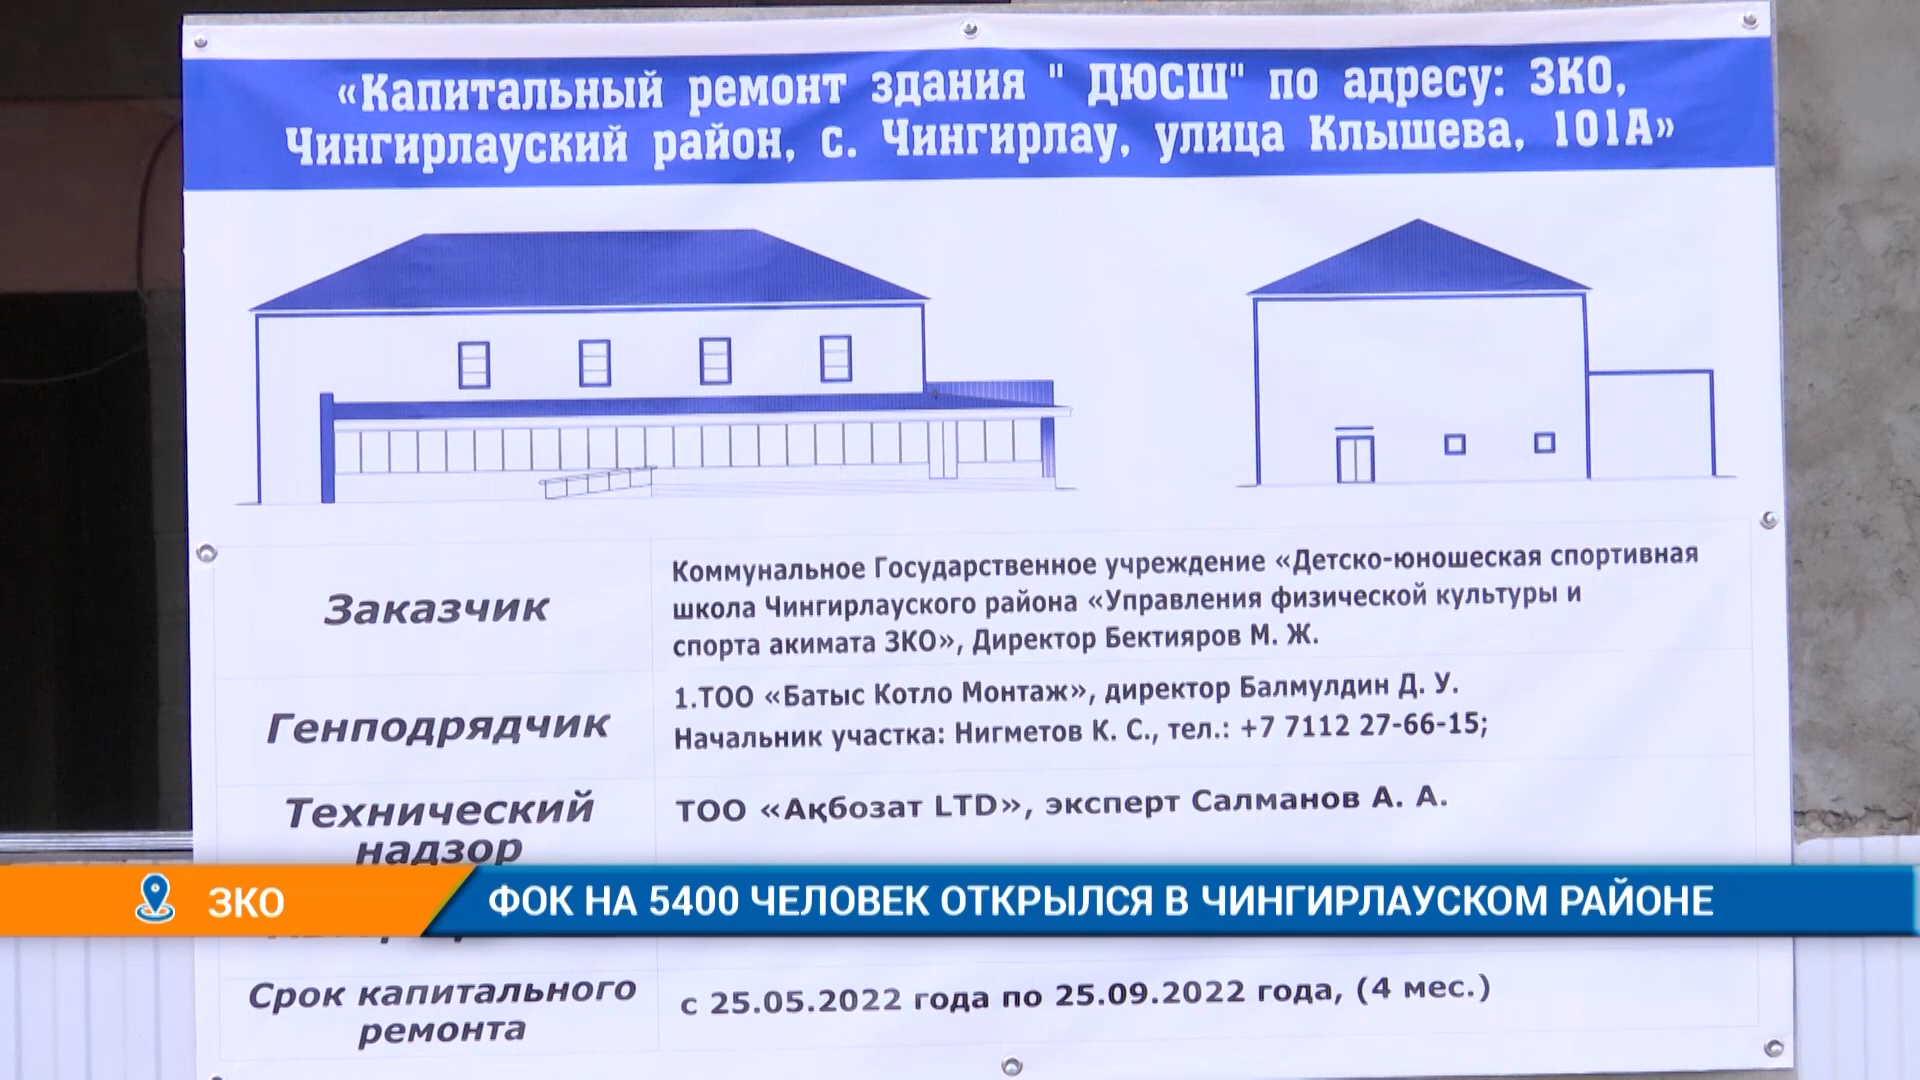 «Капитальный ремонт здания " ДЮСШ" по адресу: ЗКО,
Чингирлауский район, с. Чингирлау, улица Клышева, 101А»
Заказчик
Коммунальное Государственное учреждение «Детско-юношеская спортивная
школа Чингирлауского района «Управления физической культуры и
спорта акимата ЗКО», Директор Бектияров М. Ж.
Генподрядчик
1.ТОО «Батыс Котло Монтаж», директор Балмулдин Д. У.
Начальник участка: Нигметов К. С., тел.: +7 7112 27-66-15;
Технический
надзор
ТОО «Ақбозат LTD», эксперт Салманов А. А.
ЗКО
ФОК НА 5400 ЧЕЛОВЕК ОТКРЫЛСЯ В ЧИНГИРЛАУСКОМ РАЙОНЕ
Срок капитального
ремонта
с 25.05.2022 года по 25.09.2022 года, (4 мес.)